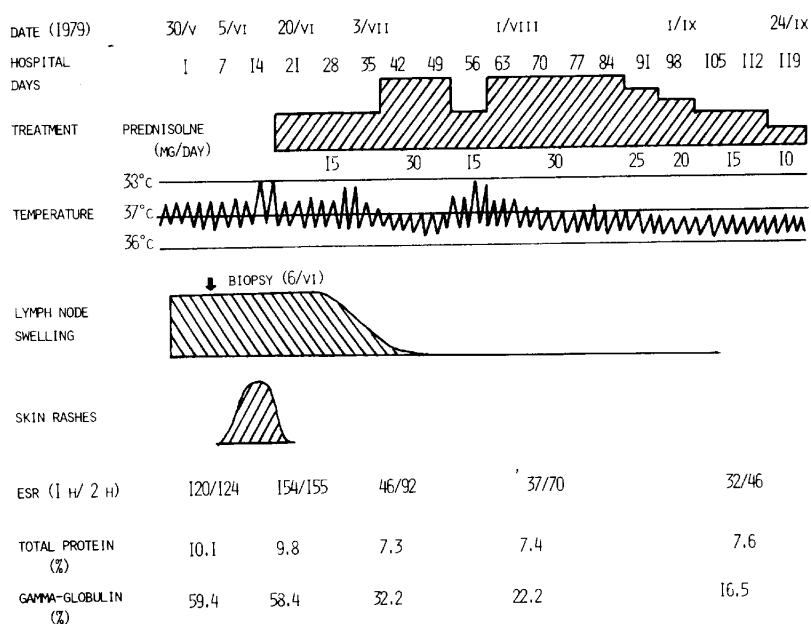 DATE (1979) 30/V 5/VI 20/VI 3/VII 1/VIII 1/IX 24/IX
HOSPITAL DAYS 1 7 14 21 28 35 42 49 56 63 70 77 84 91 98 105 112 119
TREATMENT PREDNISOLNE
(MG/DAY)
15 30 15 30 25 20 15 10
38°C
TEMPERATURE 37°C
36°C
BIOPSY (6/VI)
LYMPH NODE
SWELLING
SKIN RASHES
ESR (1 H/ 2 H) 120/124 154/155 46/92 37/70 32/46
TOTAL PROTEIN
(%)
10.1 9.8 7.3 7.4 7.6
GAMMA-GLOBULIN
(%)
59.4 58.4 32.2 22.2 16.5